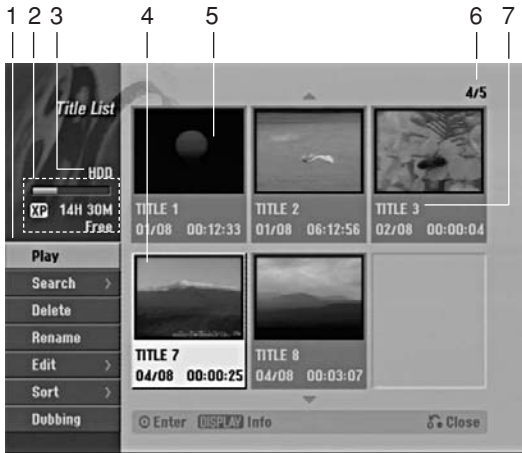 1 2 3 4 5 6 7
Title List
4/5
HDD
XP 14H 30M
Free
Play
Search >
Delete
Rename
Edit >
Sort >
Dubbing
TITLE 1
01/08 00:12:33
TITLE 2
01/08 06:12:56
TITLE 3
02/08 00:00:04
TITLE 7
04/08 00:00:25
TITLE 8
04/08 00:03:07
Enter DISPLAY Info Close